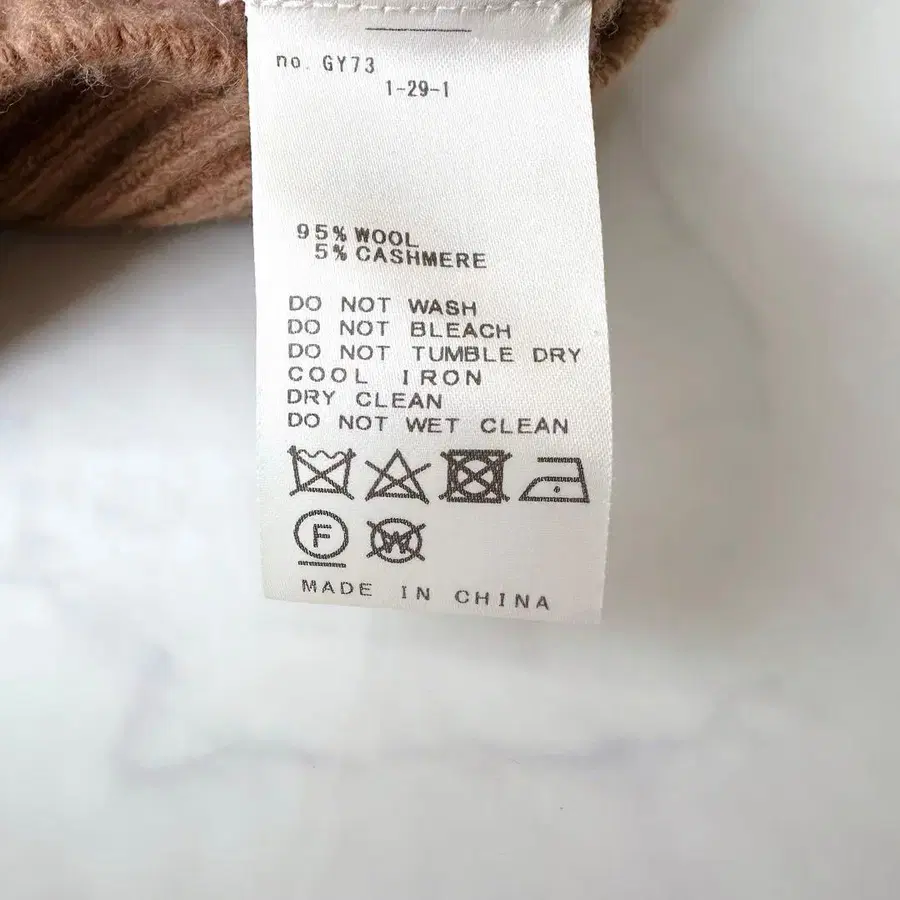 no. GY73
1-29-1
95% WOOL
5% CASHMERE
DO NOT WASH
DO NOT BLEACH
DO NOT TUMBLE DRY
COOL IRON
DRY CLEAN
DO NOT WET CLEAN
F W
MADE IN CHINA